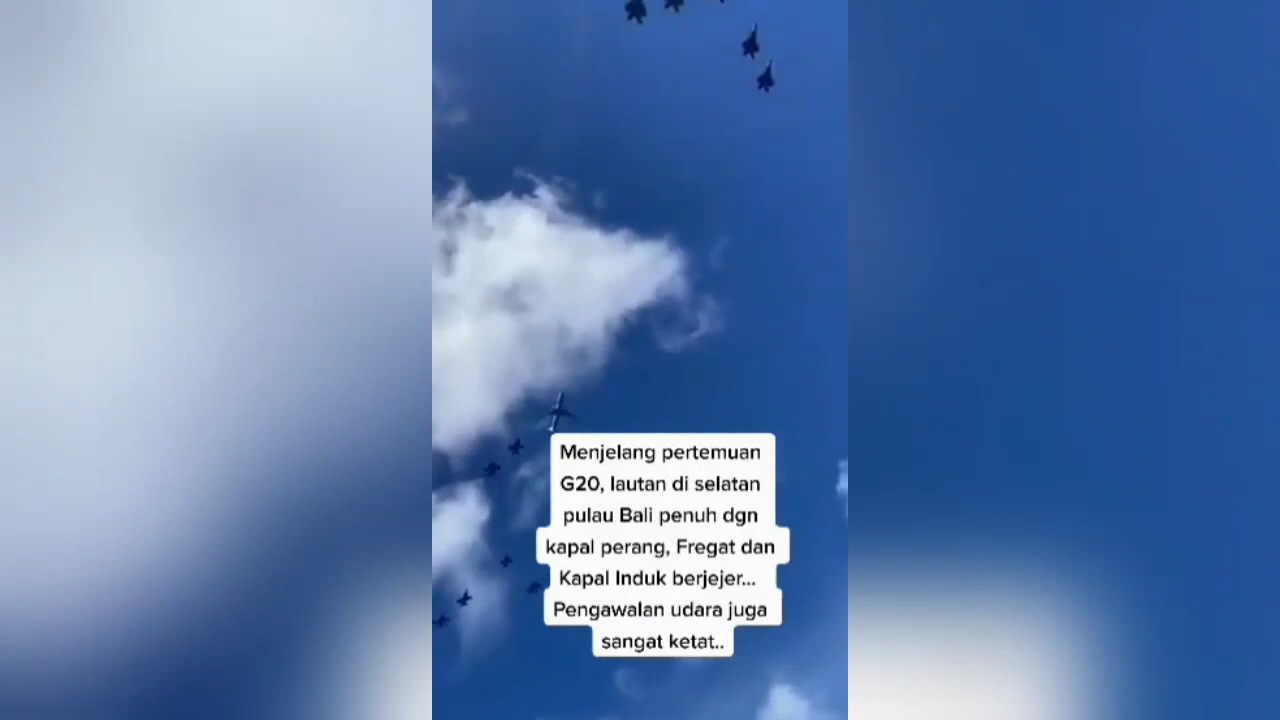 Menjelang pertemuan
G20, lautan di selatan
pulau Bali penuh dgn
kapal perang, Fregat dan
Kapal Induk berjejer...
Pengawalan udara juga
sangat ketat..